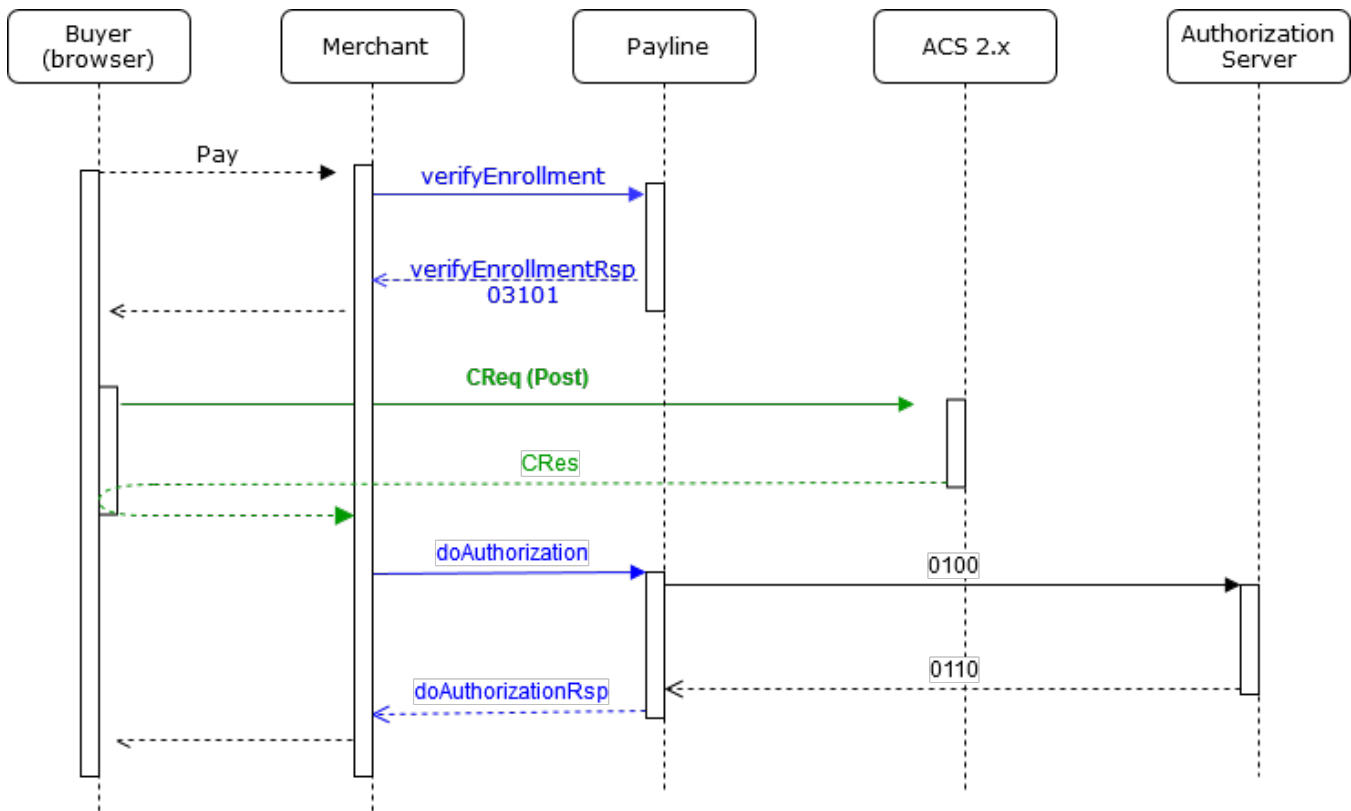 Buyer
(browser)
Merchant
Payline
ACS 2.x
Authorization
Server
Pay
verifyEnrollment
verifyEnrollmentRsp
03101
CReq (Post)
CRes
doAuthorization
0100
0110
doAuthorizationRsp